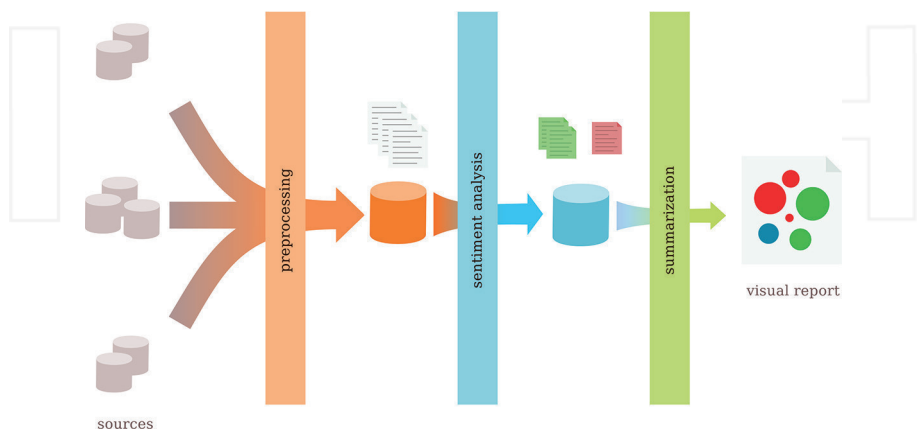 preprocessing
sentiment analysis
summarization
visual report
sources